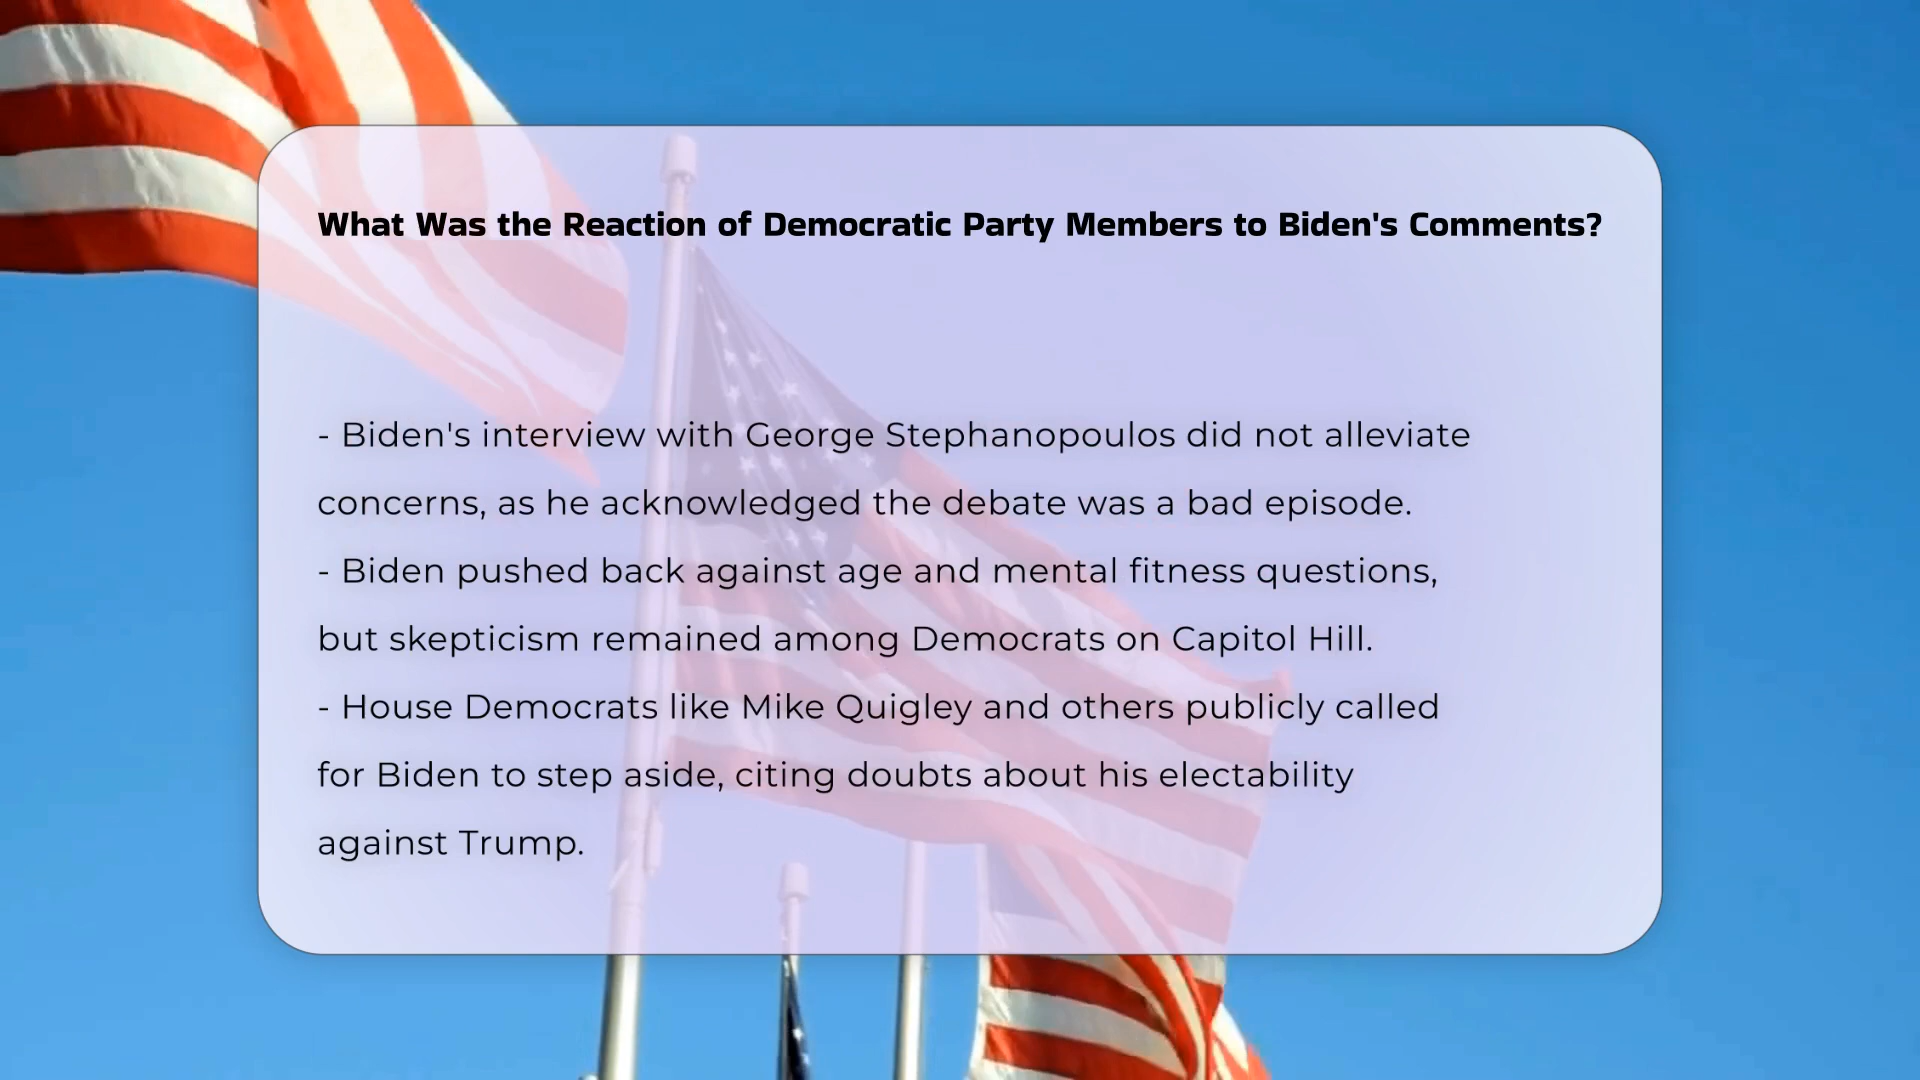 What Was the Reaction of Democratic Party Members to Biden's Comments?
- Biden's interview with George Stephanopoulos did not alleviate
concerns, as he acknowledged the debate was a bad episode.
- Biden pushed back against age and mental fitness questions,
but skepticism remained among Democrats on Capitol Hill.
- House Democrats like Mike Quigley and others publicly called
for Biden to step aside, citing doubts about his electability
against Trump.